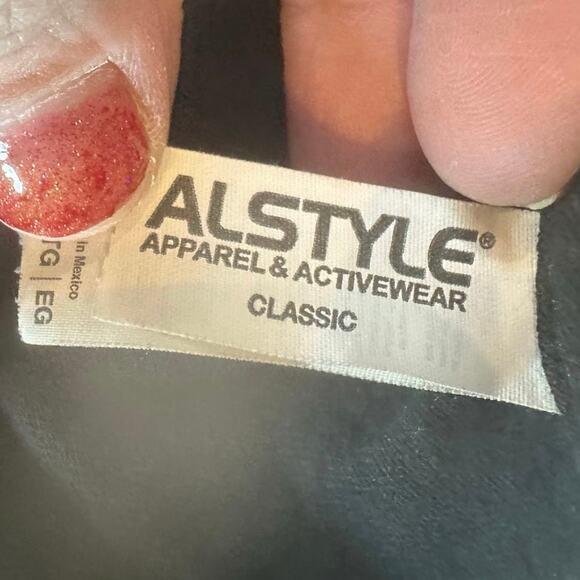 ALSTYLE®
APPAREL & ACTIVEWEAR
CLASSIC
in Mexico
TG | EG